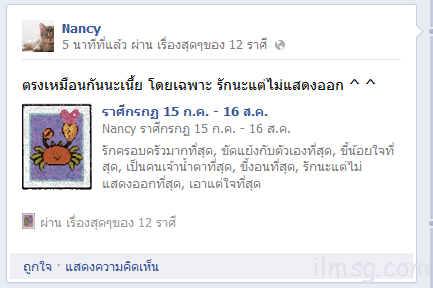 Nancy
5 นาทีที่แล้ว ผ่าน เรื่องสุดๆของ 12 ราศี
ตรงเหมือนกันนะเนี้ย โดยเฉพาะ รักนะแต่ไม่แสดงออก ^ ^
ราศีกรกฎ 15 ก.ค. - 16 ส.ค.
Nancy ราศีกรกฎ 15 ก.ค. - 16 ส.ค.
รักครอบครัวมากที่สุด, ขัดแย้งกับตัวเองที่สุด, ขี้น้อยใจที่
สุด, เป็นคนเจ้าน้ำตาที่สุด, ขี้งอนที่สุด, รักนะแต่ไม่
แสดงออกที่สุด, เอาแต่ใจที่สุด
ผ่าน เรื่องสุดๆของ 12 ราศี
ถูกใจ · แสดงความคิดเห็น
ilmsg.com